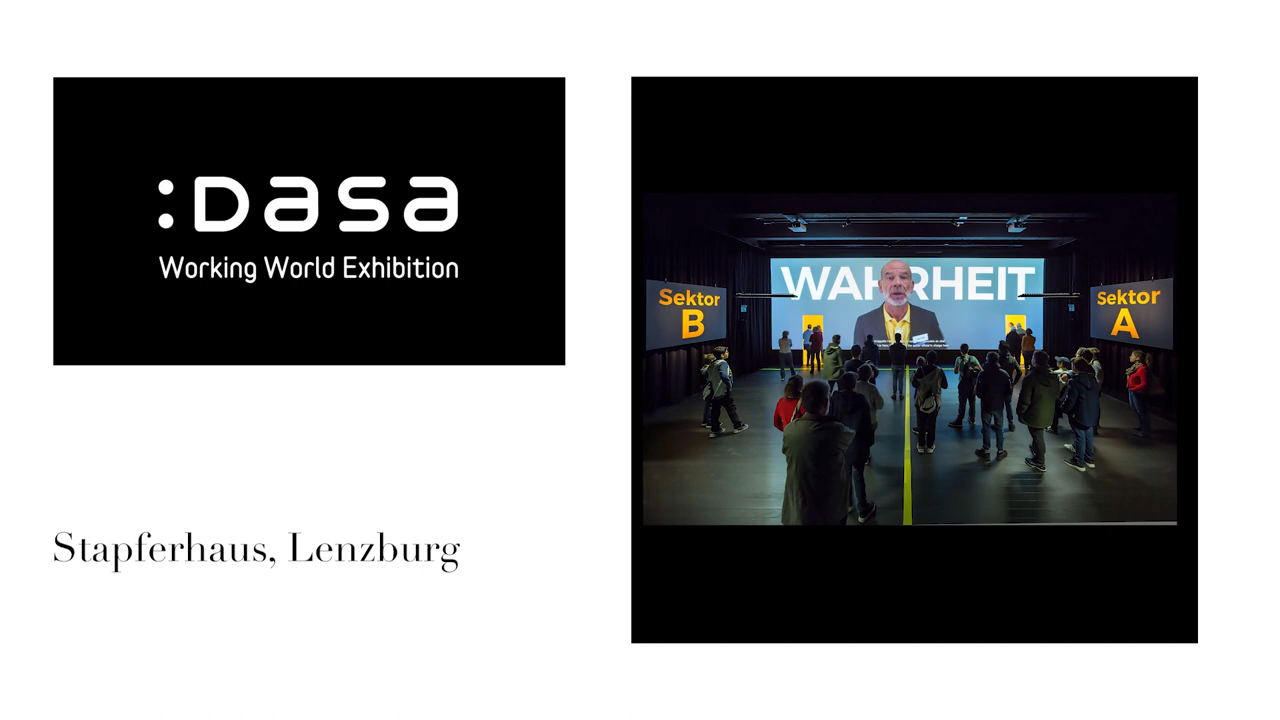 :DASA
Working World Exhibition
Stapferhaus, Lenzburg
WAHRHEIT
Sektor
B
Sektor
A